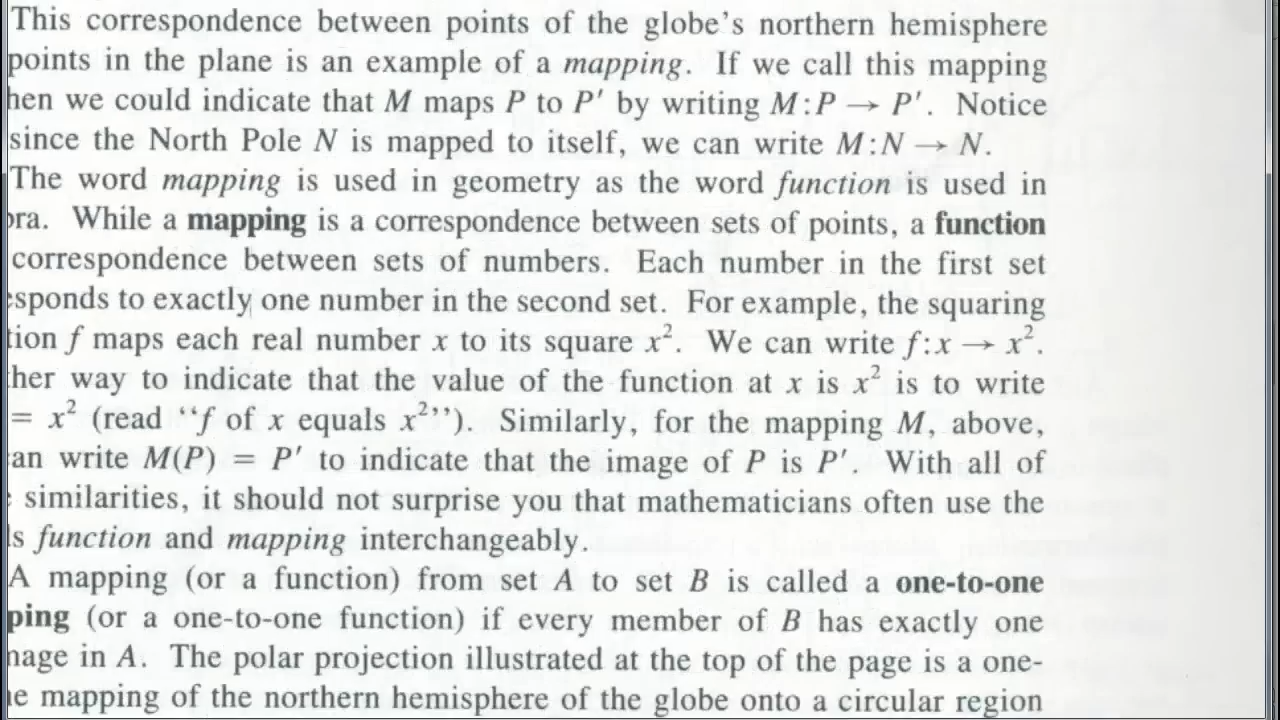 This correspondence between points of the globe's northern hemisphere
points in the plane is an example of a mapping. If we call this mapping
hen we could indicate that M maps P to P′ by writing M:P → P′. Notice
since the North Pole N is mapped to itself, we can write M:N → N.
The word mapping is used in geometry as the word function is used in
ora. While a mapping is a correspondence between sets of points, a function
correspondence between sets of numbers. Each number in the first set
esponds to exactly one number in the second set. For example, the squaring
tion f maps each real number x to its square x². We can write f:x → x².
ther way to indicate that the value of the function at x is x² is to write
= x² (read “f of x equals x²”). Similarly, for the mapping M, above,
an write M(P) = P′ to indicate that the image of P is P′. With all of
similarities, it should not surprise you that mathematicians often use the
s function and mapping interchangeably.
A mapping (or a function) from set A to set B is called a one-to-one
ping (or a one-to-one function) if every member of B has exactly one
mage in A. The polar projection illustrated at the top of the page is a one-
ne mapping of the northern hemisphere of the globe onto a circular region